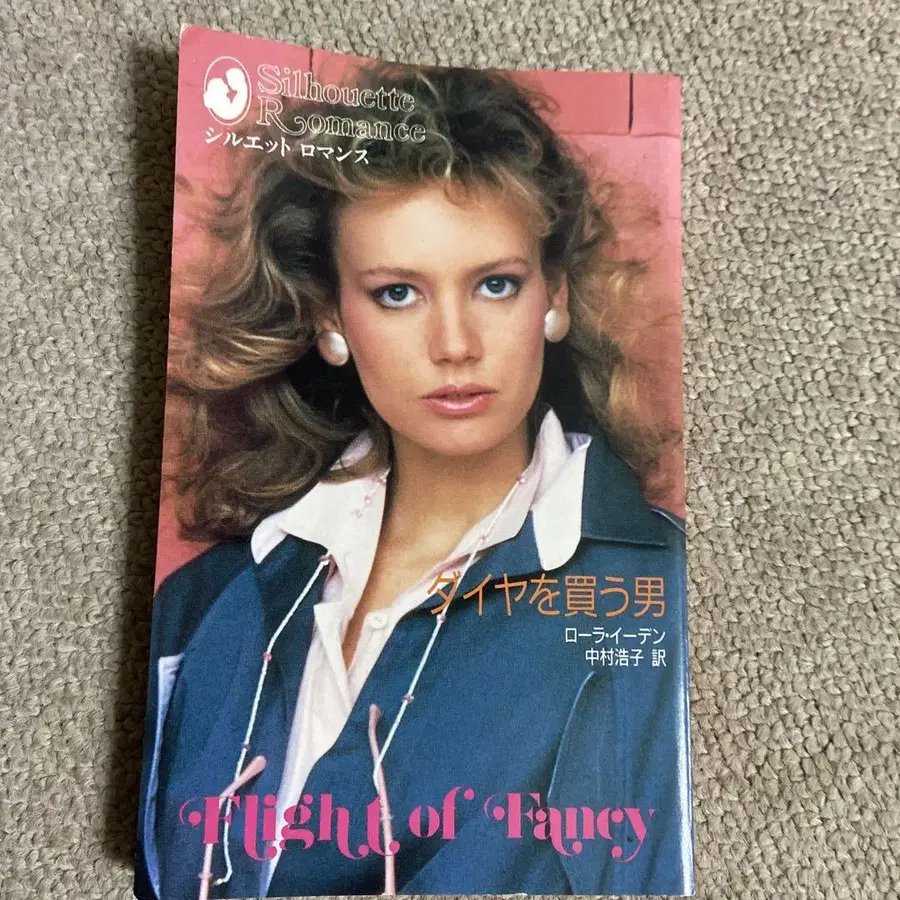 Silhouette
Romance
シルエット ロマンス
ダイヤを買う男
ローラ・イーデン
中村浩子 訳
Flight of Fancy